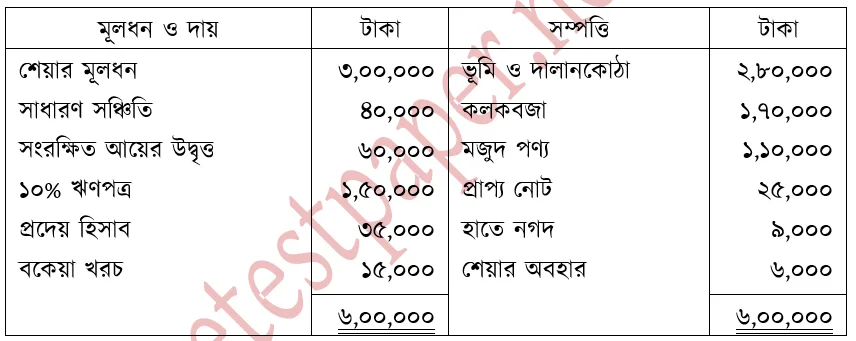 মূলধন ও দায় টাকা সম্পত্তি টাকা
শেয়ার মূলধন ৩,০০,০০০ ভূমি ও দালানকোঠা ২,৮০,০০০
সাধারণ সঞ্চিতি ৪০,০০০ কলকবজা ১,৭০,০০০
সংরক্ষিত আয়ের উদ্বৃত্ত ৬০,০০০ মজুদ পণ্য ১,১০,০০০
১০% ঋণপত্র ১,৫০,০০০ প্রাপ্য নোট ২৫,০০০
প্রদেয় হিসাব ৩৫,০০০ হাতে নগদ ৯,০০০
বকেয়া খরচ ১৫,০০০ শেয়ার অবহার ৬,০০০
৬,০০,০০০ ৬,০০,০০০
etestpaper.ne